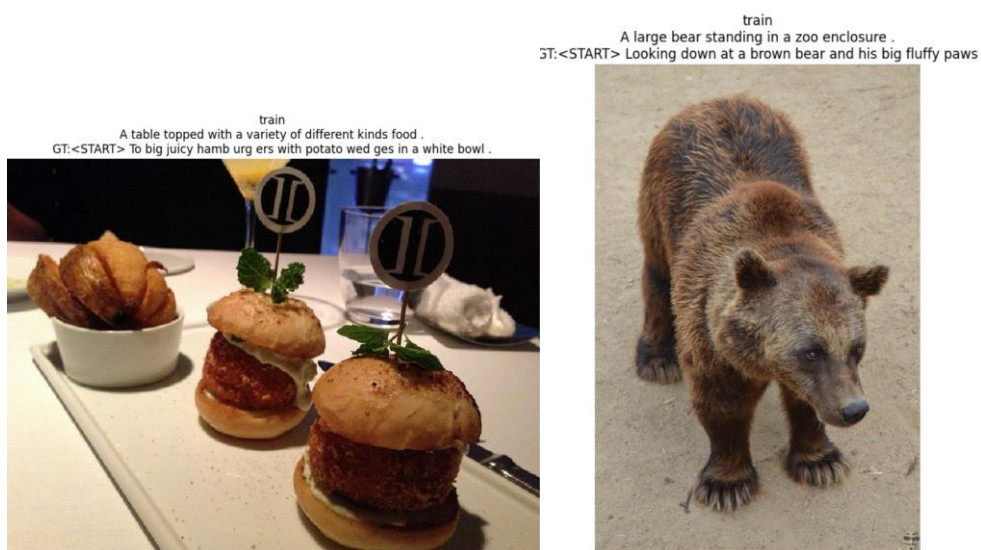 train
A table topped with a variety of different kinds food .
GT:<START> To big juicy hamb urg ers with potato wed ges in a white bowl .
train
A large bear standing in a zoo enclosure .
GT:<START> Looking down at a brown bear and his big fluffy paws